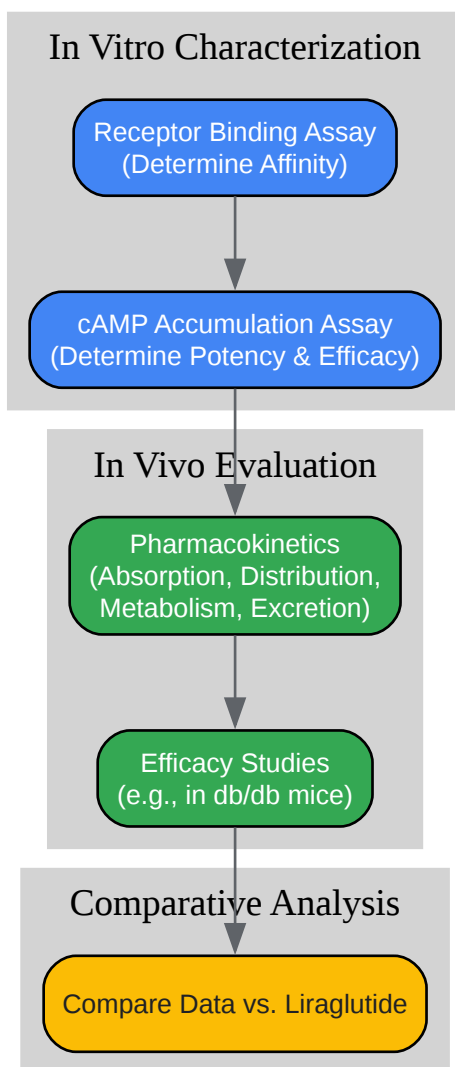 In Vitro Characterization
Receptor Binding Assay
(Determine Affinity)
cAMP Accumulation Assay
(Determine Potency & Efficacy)
In Vivo Evaluation
Pharmacokinetics
(Absorption, Distribution,
Metabolism, Excretion)
Efficacy Studies
(e.g., in db/db mice)
Comparative Analysis
Compare Data vs. Liraglutide